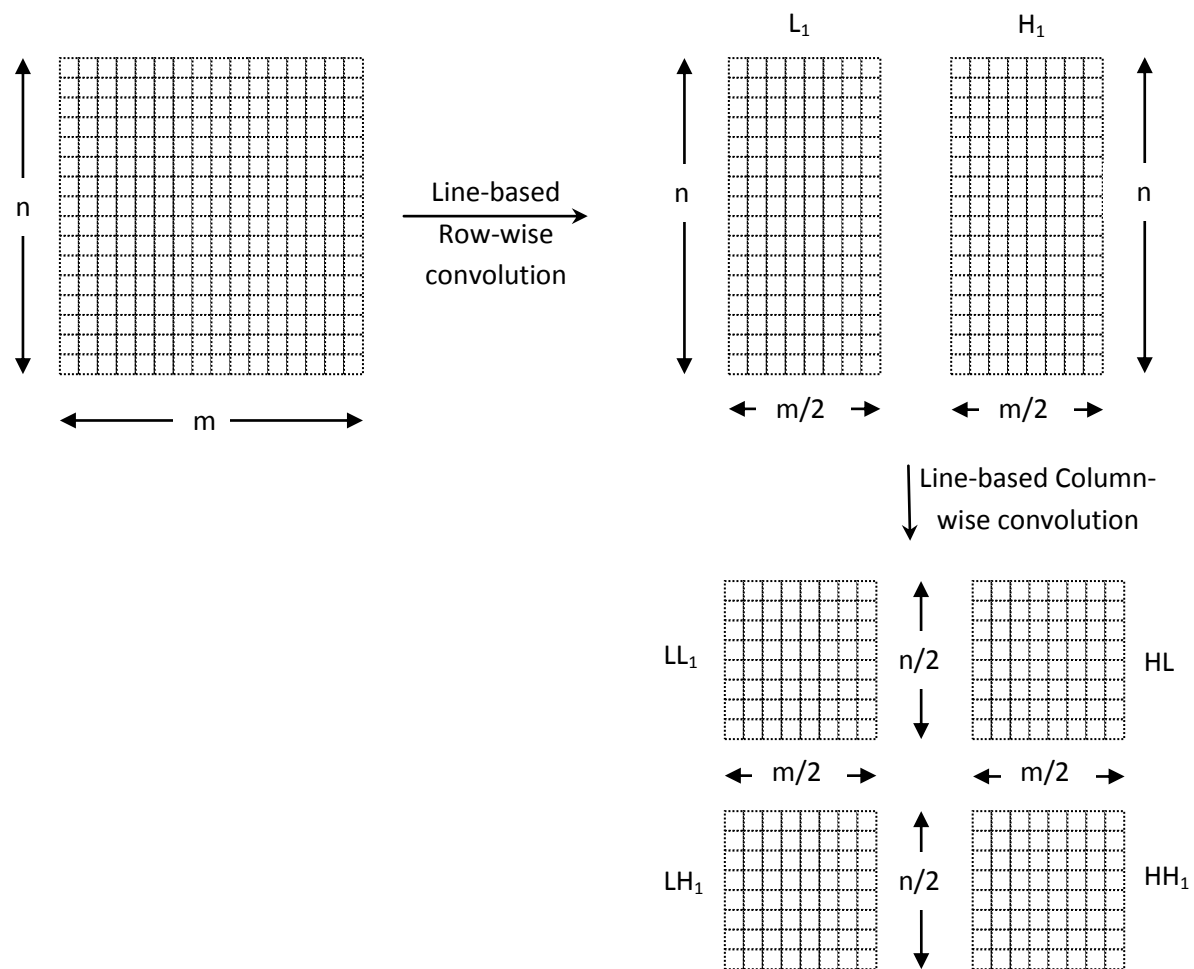 L₁
H₁
n
Line-based
Row-wise
convolution
n
n
m
m/2
m/2
Line-based Column-
wise convolution
LL₁
n/2
HL
m/2
m/2
LH₁
n/2
HH₁